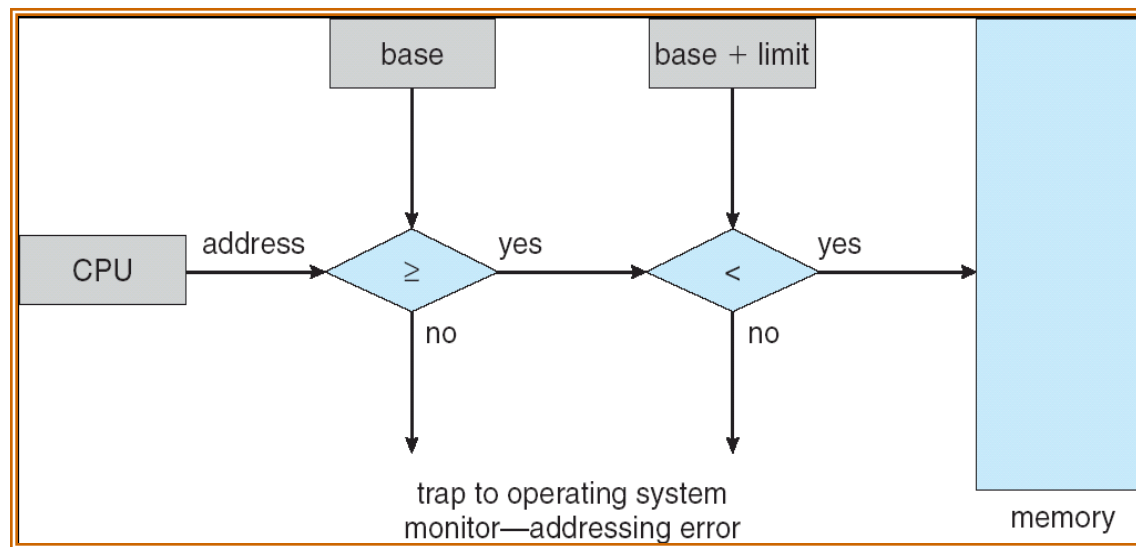 base
base + limit
CPU
address
≥
yes
<
yes
no
no
trap to operating system
monitor—addressing error
memory